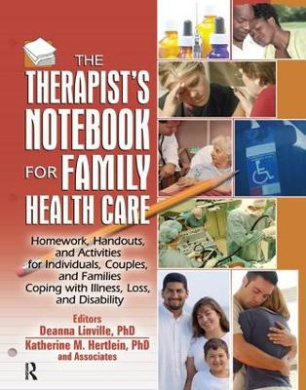 THE
THERAPIST'S
NOTEBOOK
FOR FAMILY
HEALTH CARE
Homework, Handouts,
and Activities
for Individuals, Couples,
and Families
Coping with Illness, Loss,
and Disability
Editors
Deanna Linville, PhD
Katherine M. Hertlein, PhD
and Associates
R